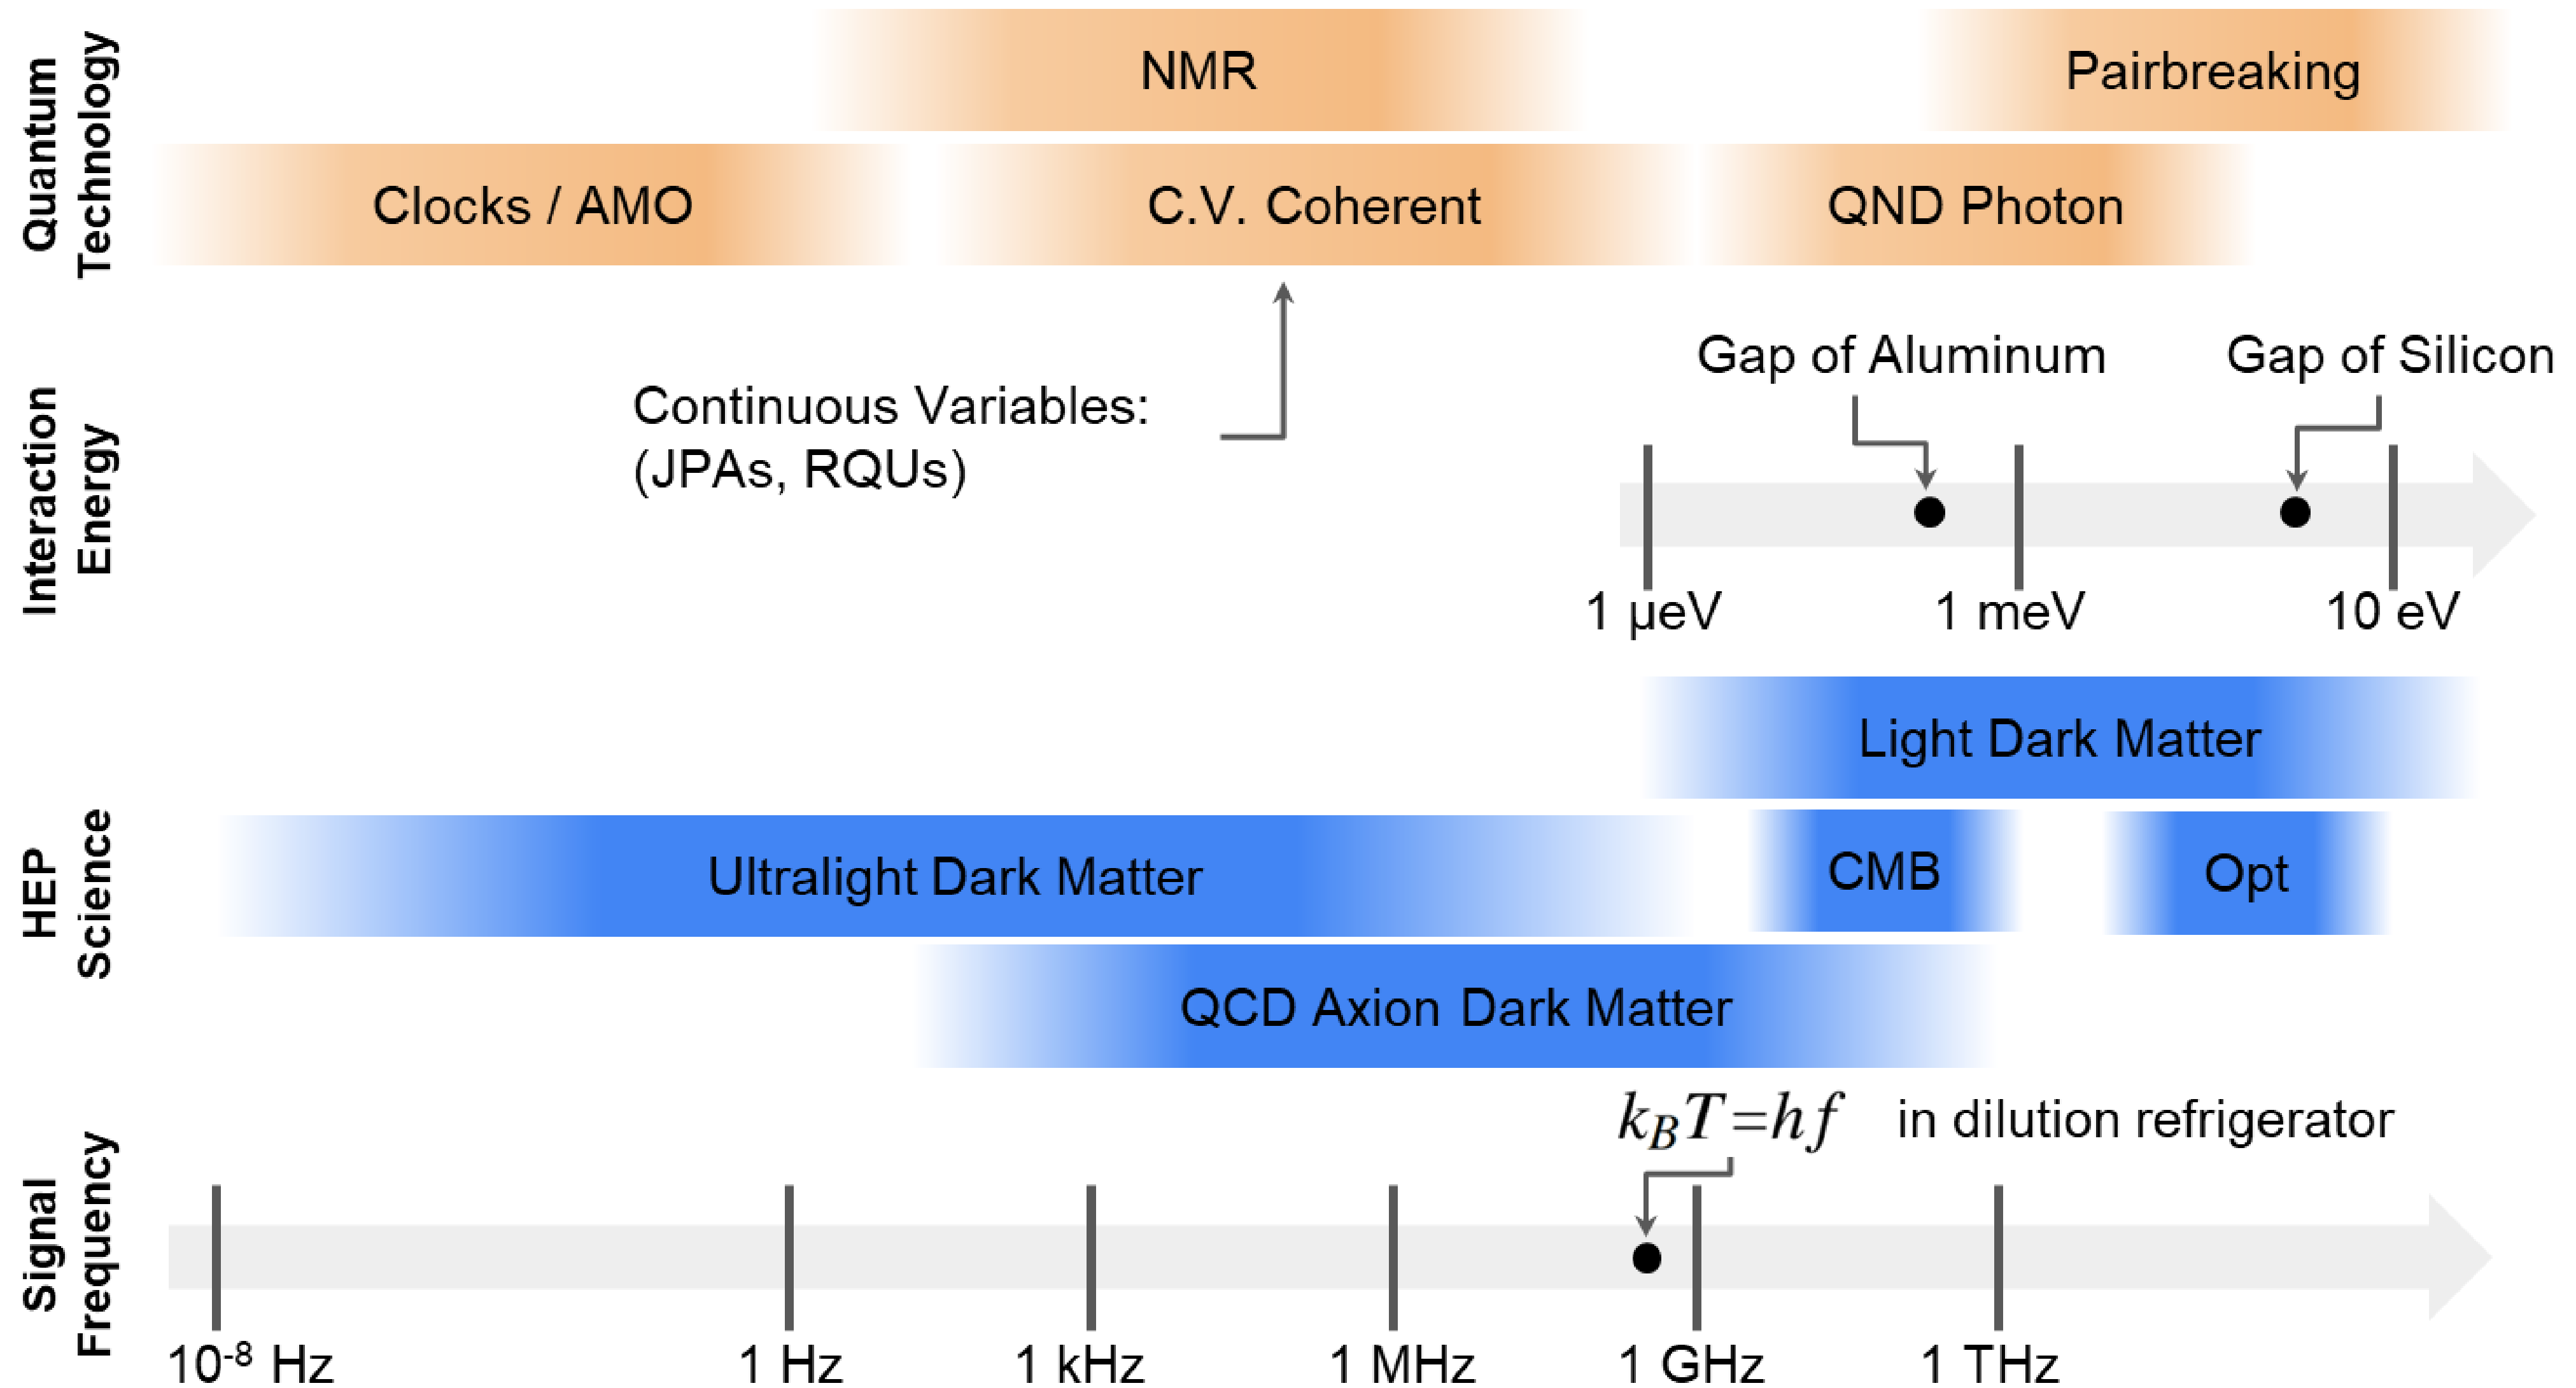 Quantum
Technology
NMR
Pairbreaking
Clocks / AMO
C.V. Coherent
QND Photon
Interaction
Energy
Continuous Variables:
(JPAs, RQUs)
Gap of Aluminum
Gap of Silicon
1 µeV
1 meV
10 eV
HEP
Science
Light Dark Matter
Ultralight Dark Matter
CMB
Opt
QCD Axion Dark Matter
Signal
Frequency
k_BT=hf in dilution refrigerator
10⁻⁸ Hz
1 Hz
1 kHz
1 MHz
1 GHz
1 THz